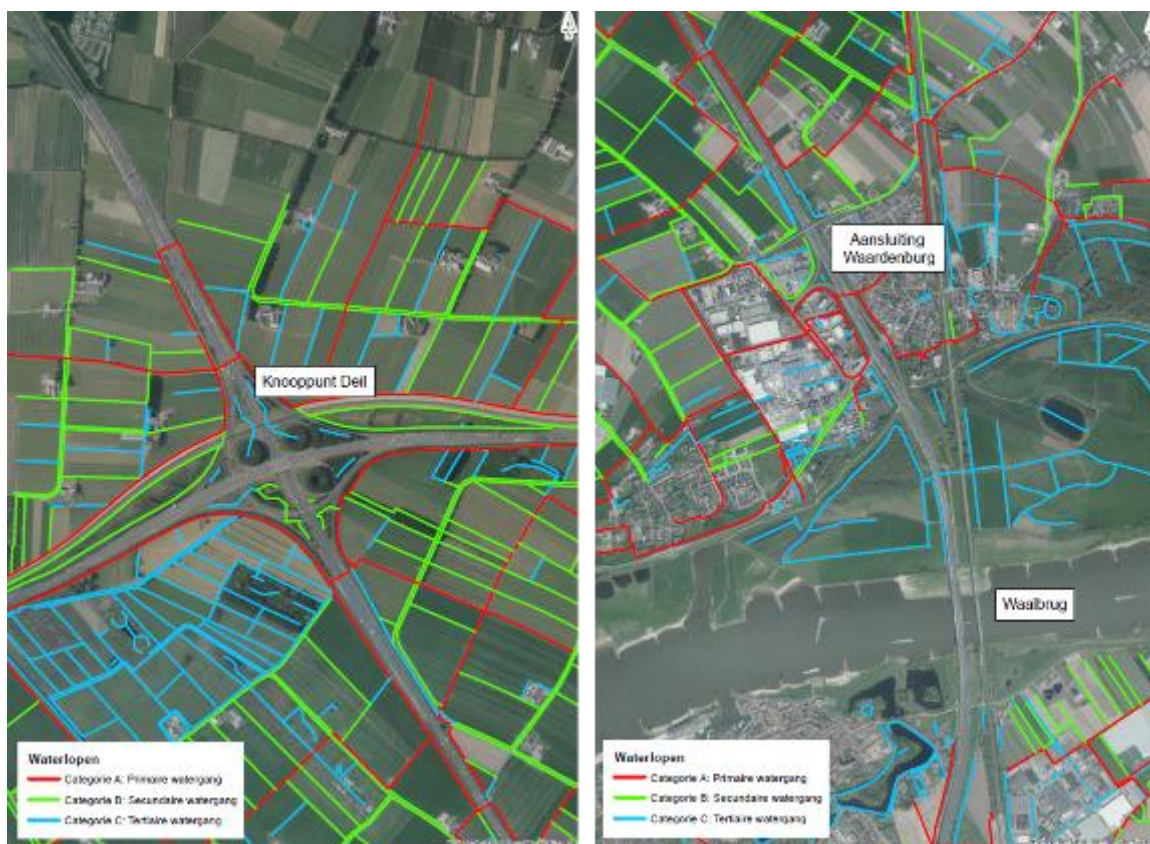 Knooppunt Deil
Waterlopen
Categorie A: Primaire watergang
Categorie B: Secundaire watergang
Categorie C: Tertiaire watergang
Aansluiting
Waardenburg
Waalbrug
Waterlopen
Categorie A: Primaire watergang
Categorie B: Secundaire watergang
Categorie C: Tertiaire watergang